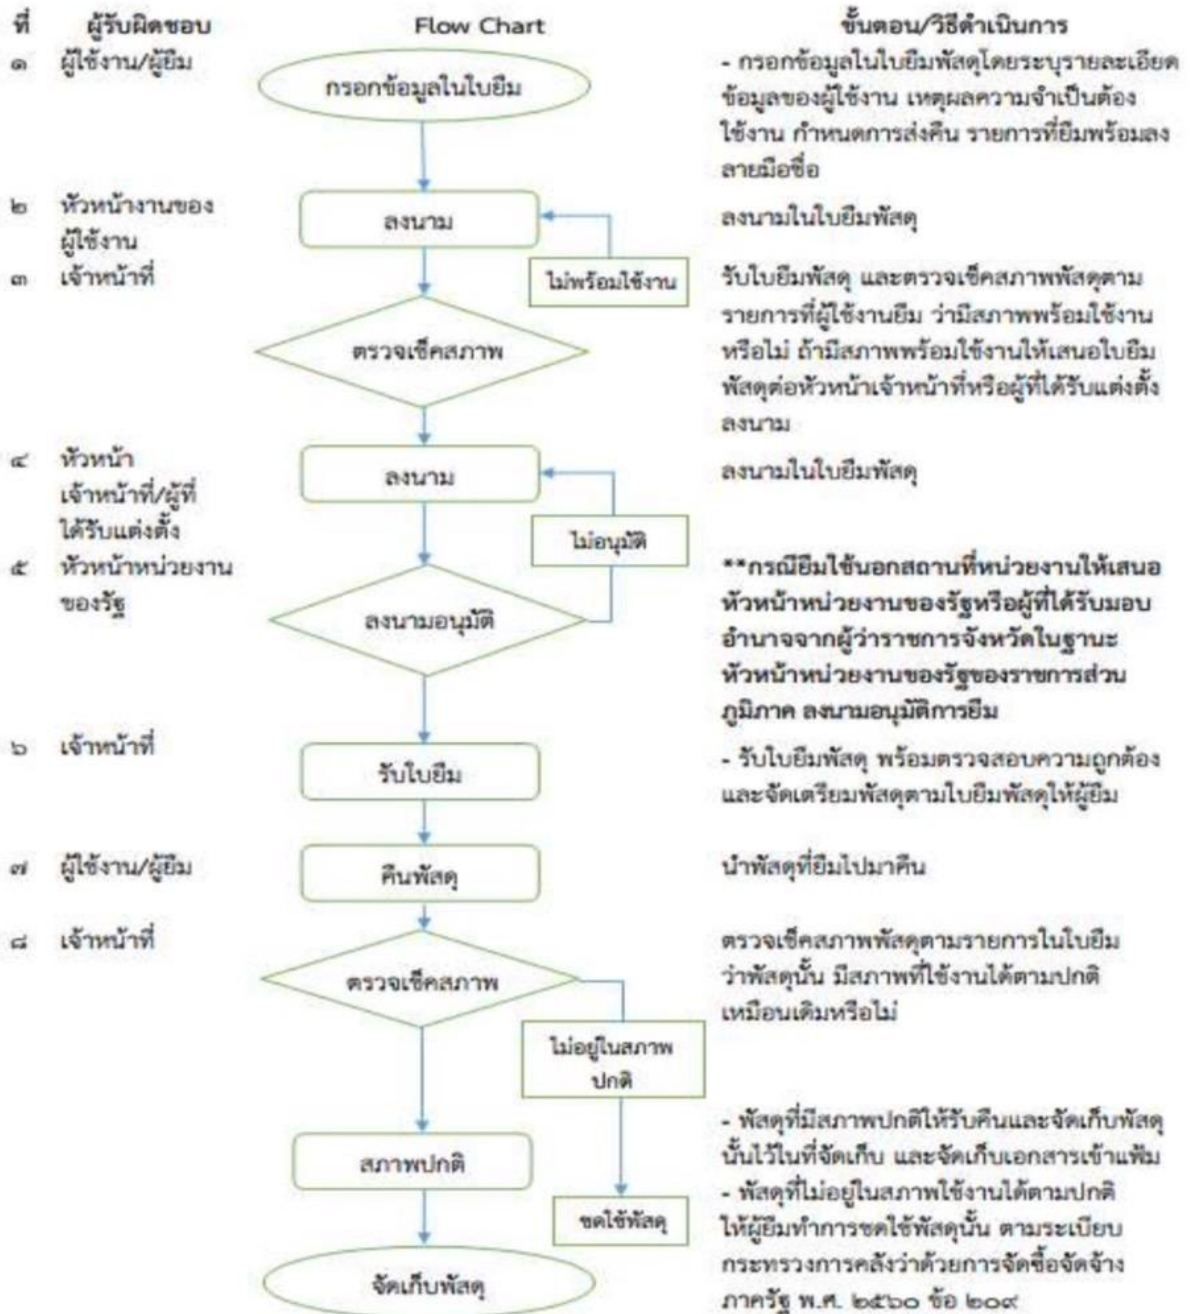 ที่ ผู้รับผิดชอบ Flow Chart ขั้นตอน/วิธีดำเนินการ
๑ ผู้ใช้งาน/ผู้ยืม
กรอกข้อมูลในใบยืม
- กรอกข้อมูลในใบยืมพัสดุโดยระบุรายละเอียด
ข้อมูลของผู้ใช้งาน เหตุผลความจำเป็นต้อง
ใช้งาน กำหนดการส่งคืน รายการที่ยืมพร้อมลง
ลายมือชื่อ
๒ หัวหน้างานของ
ผู้ใช้งาน
ลงนาม
ลงนามในใบยืมพัสดุ
ไม่พร้อมใช้งาน
๓ เจ้าหน้าที่
ตรวจเช็คสภาพ
รับใบยืมพัสดุ และตรวจเช็คสภาพพัสดุตาม
รายการที่ผู้ใช้งานยืม ว่ามีสภาพพร้อมใช้งาน
หรือไม่ ถ้ามีสภาพพร้อมใช้งานให้เสนอใบยืม
พัสดุต่อหัวหน้าเจ้าหน้าที่หรือผู้ที่ได้รับแต่งตั้ง
ลงนาม
๔ หัวหน้า
เจ้าหน้าที่/ผู้ที่
ได้รับแต่งตั้ง
ลงนาม
ลงนามในใบยืมพัสดุ
ไม่อนุมัติ
๕ หัวหน้าหน่วยงาน
ของรัฐ
ลงนามอนุมัติ
**กรณียืมใช้นอกสถานที่หน่วยงานให้เสนอ
หัวหน้าหน่วยงานของรัฐหรือผู้ที่ได้รับมอบ
อำนาจจากผู้ว่าราชการจังหวัดในฐานะ
หัวหน้าหน่วยงานของรัฐของราชการส่วน
ภูมิภาค ลงนามอนุมัติการยืม
๖ เจ้าหน้าที่
รับใบยืม
- รับใบยืมพัสดุ พร้อมตรวจสอบความถูกต้อง
และจัดเตรียมพัสดุตามใบยืมพัสดุให้ผู้ยืม
๗ ผู้ใช้งาน/ผู้ยืม
คืนพัสดุ
นำพัสดุที่ยืมไปมาคืน
๘ เจ้าหน้าที่
ตรวจเช็คสภาพ
ตรวจเช็คสภาพพัสดุตามรายการในใบยืม
ว่าพัสดุนั้น มีสภาพที่ใช้งานได้ตามปกติ
เหมือนเดิมหรือไม่
ไม่อยู่ในสภาพ
ปกติ
สภาพปกติ
ชดใช้พัสดุ
จัดเก็บพัสดุ
- พัสดุที่มีสภาพปกติให้รับคืนและจัดเก็บพัสดุ
นั้นไว้ในที่จัดเก็บ และจัดเก็บเอกสารเข้าแฟ้ม
- พัสดุที่ไม่อยู่ในสภาพใช้งานได้ตามปกติ
ให้ผู้ยืมทำการชดใช้พัสดุนั้น ตามระเบียบ
กระทรวงการคลังว่าด้วยการจัดซื้อจัดจ้าง
ภาครัฐ พ.ศ. ๒๕๖๐ ข้อ ๒๐๙